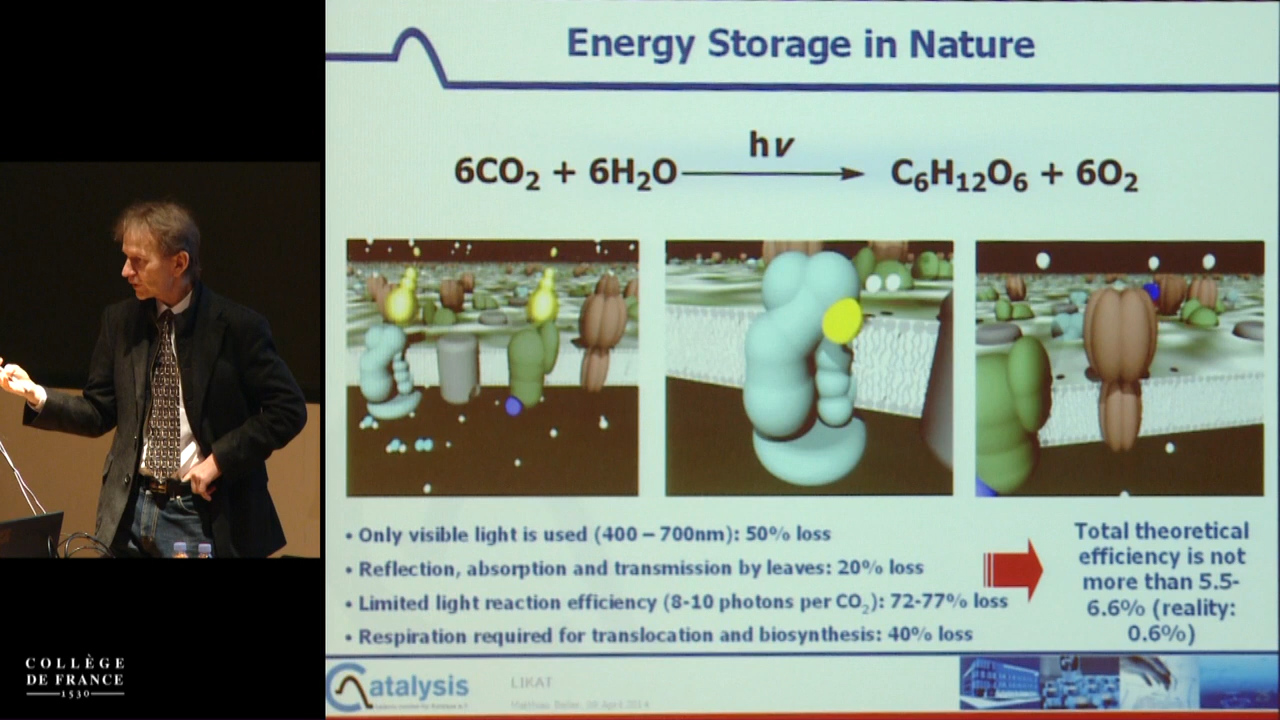 Energy Storage in Nature
hν
6CO₂ + 6H₂O → C₆H₁₂O₆ + 6O₂
• Only visible light is used (400 – 700nm): 50% loss
• Reflection, absorption and transmission by leaves: 20% loss
• Limited light reaction efficiency (8-10 photons per CO₂): 72-77% loss
• Respiration required for translocation and biosynthesis: 40% loss
Total theoretical
efficiency is not
more than 5.5-
6.6% (reality:
0.6%)
Catalysis
LIKAT
COLLÈGE
DE FRANCE
1530